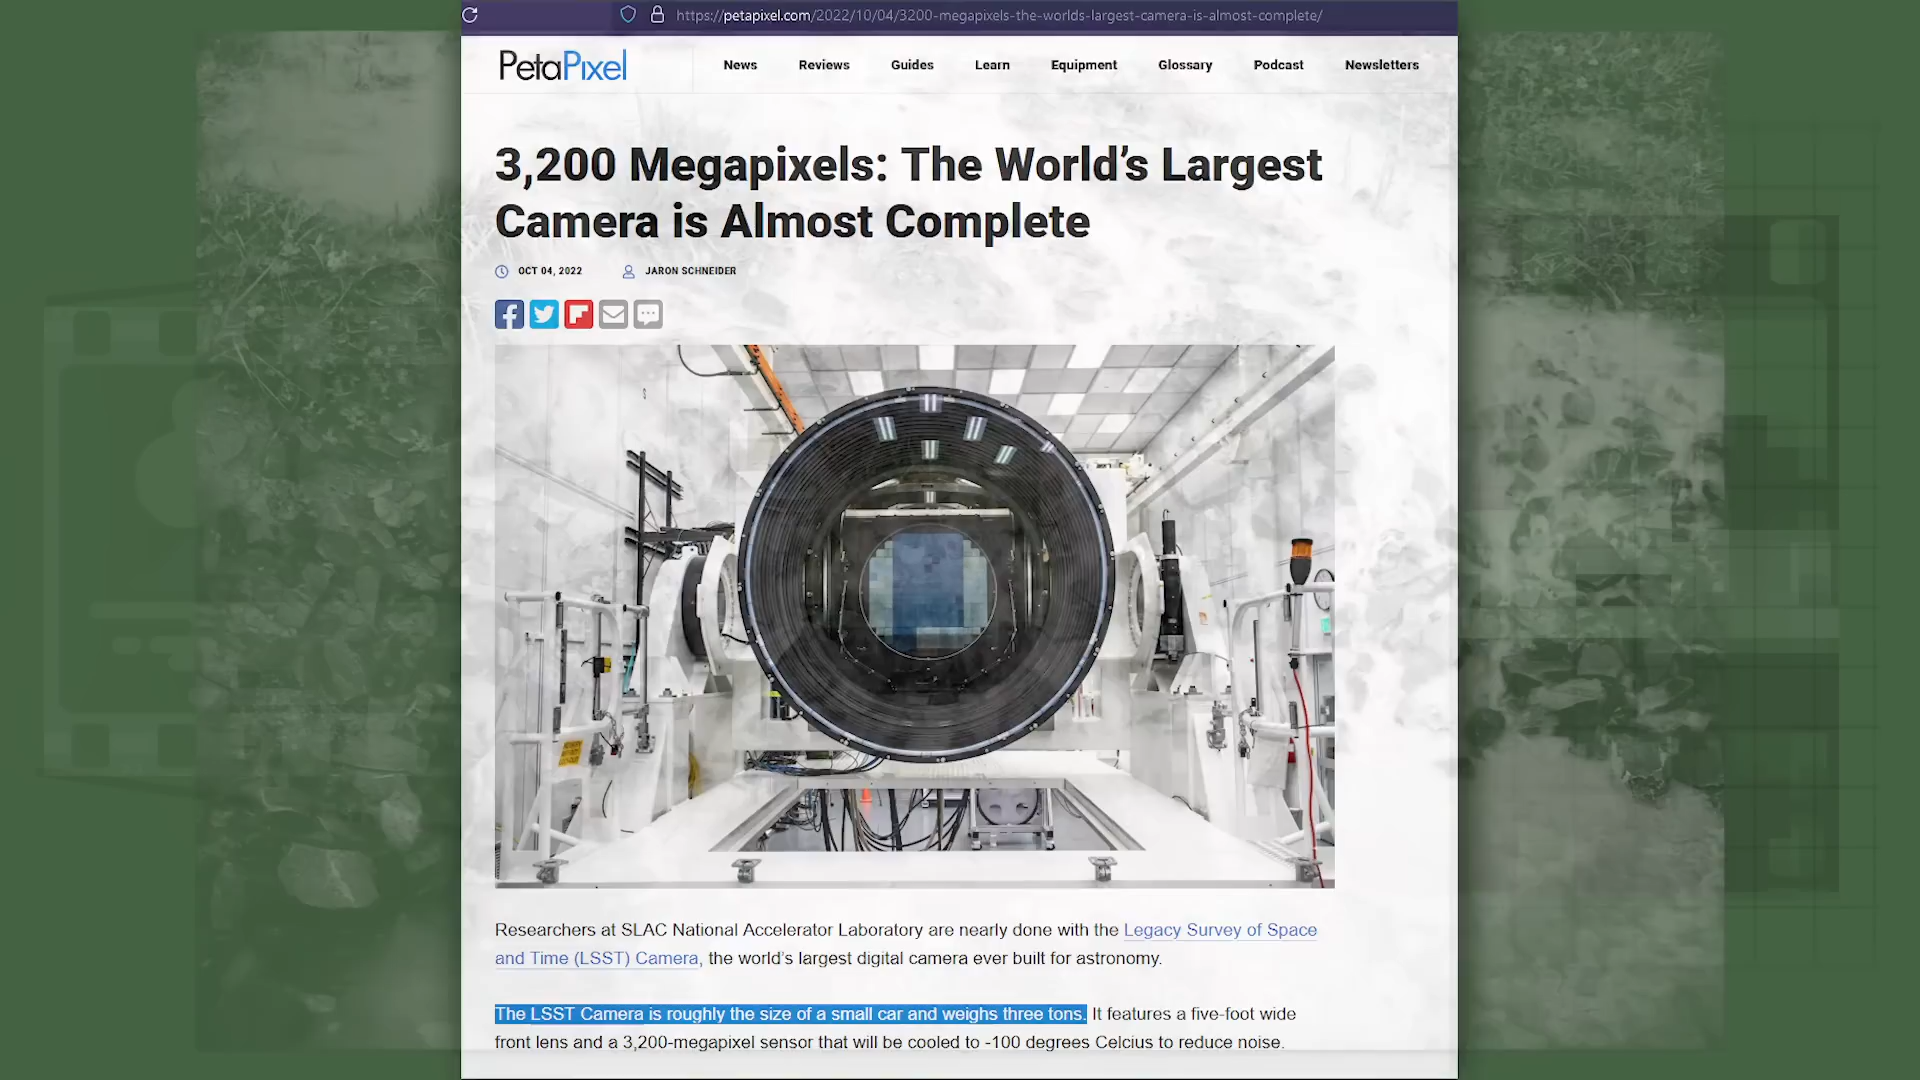 https://petapixel.com/2022/10/04/3200-megapixels-the-worlds-largest-camera-is-almost-complete/
PetaPixel
News Reviews Guides Learn Equipment Glossary Podcast Newsletters
3,200 Megapixels: The World’s Largest
Camera is Almost Complete
OCT 04, 2022 JARON SCHNEIDER
Researchers at SLAC National Accelerator Laboratory are nearly done with the Legacy Survey of Space
and Time (LSST) Camera, the world’s largest digital camera ever built for astronomy.
The LSST Camera is roughly the size of a small car and weighs three tons. It features a five-foot wide
front lens and a 3,200-megapixel sensor that will be cooled to -100 degrees Celcius to reduce noise.